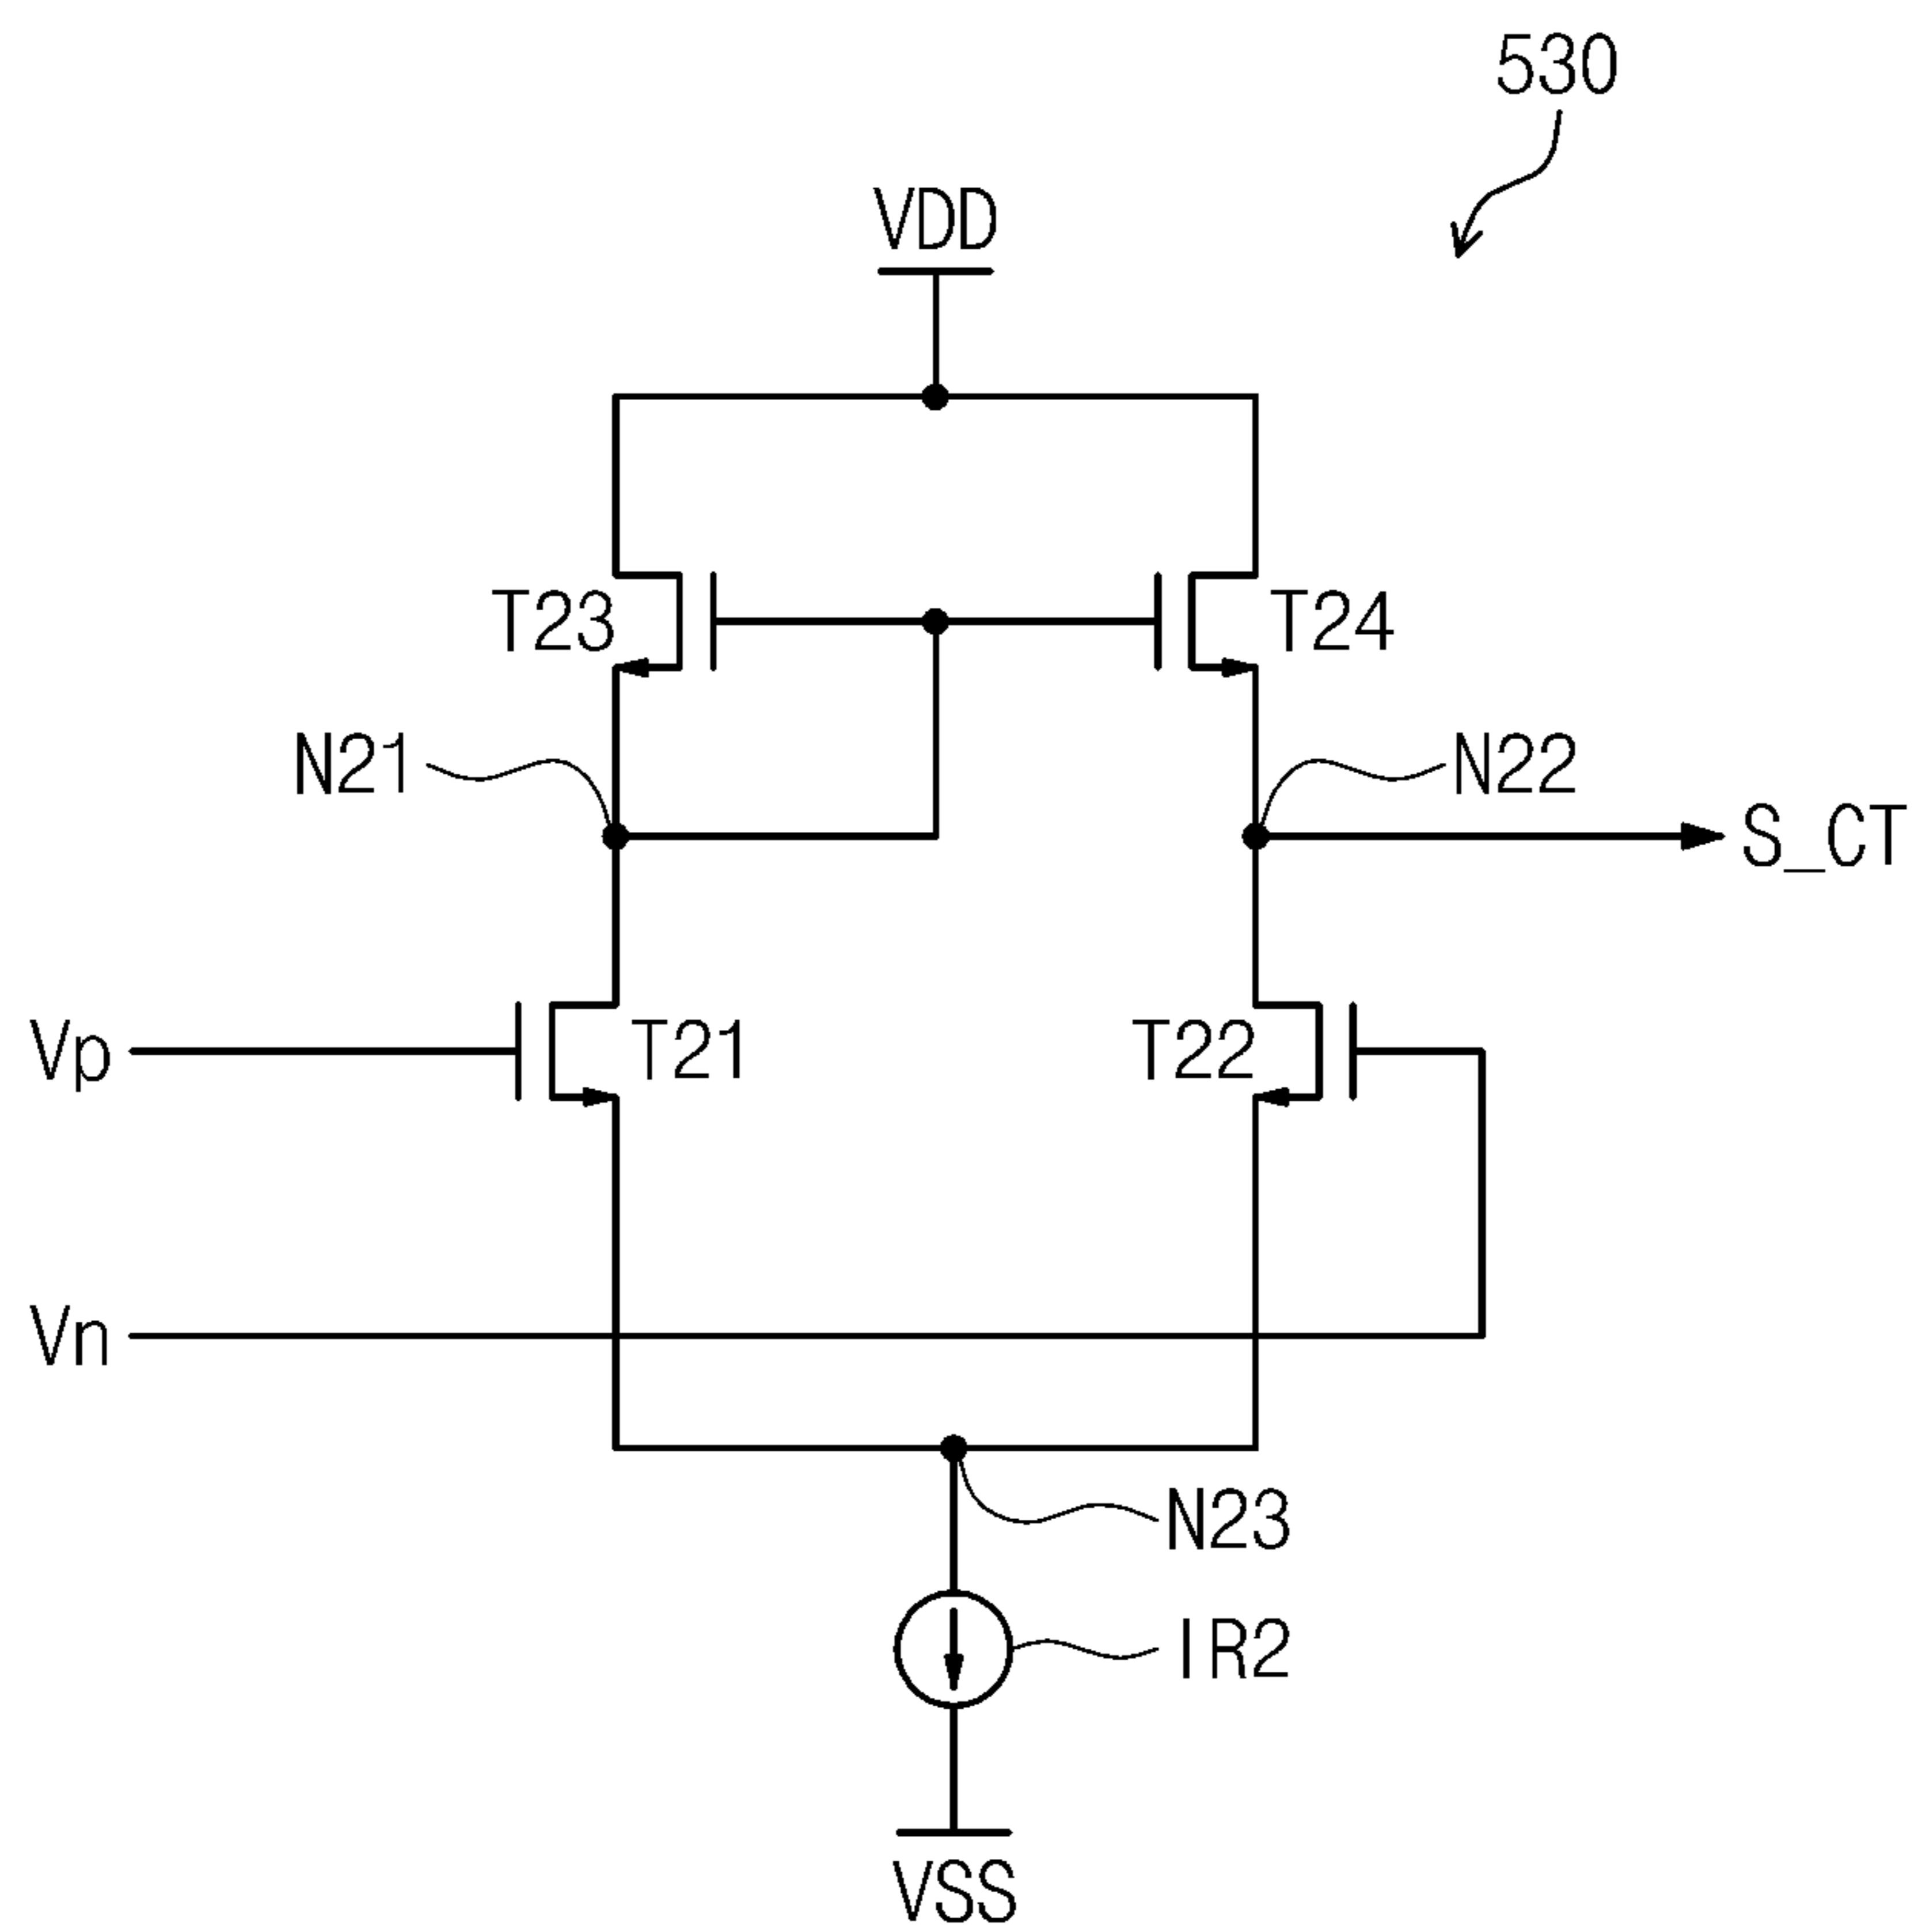 530
VDD
T23
T24
N21
N22
S_CT
Vp
T21
T22
Vn
N23
IR2
VSS